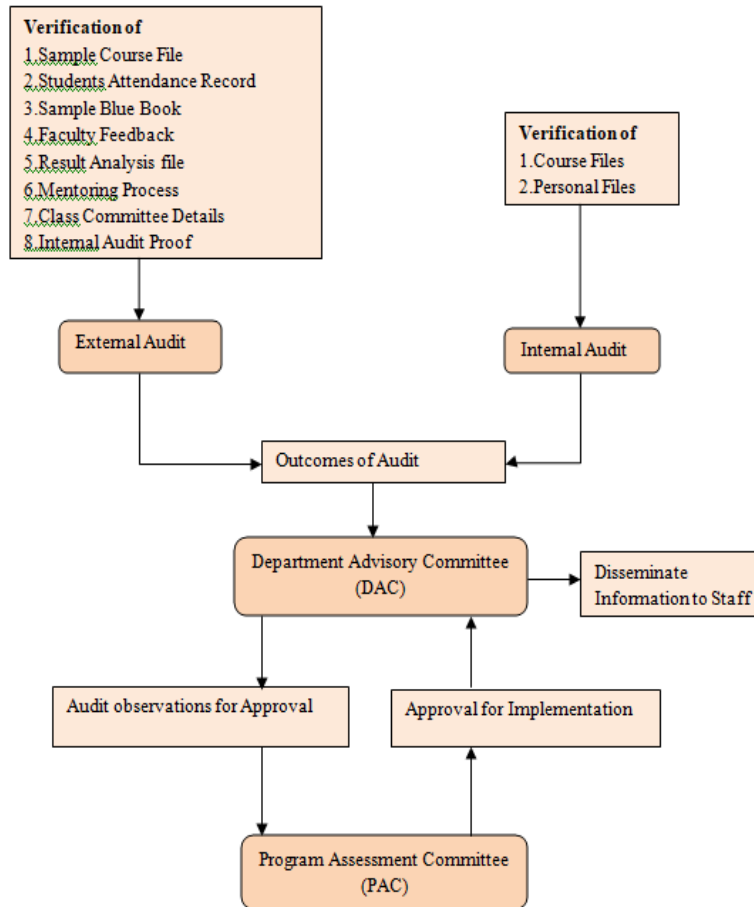 Verification of
1.Sample Course File
2.Students Attendance Record
3.Sample Blue Book
4.Faculty Feedback
5.Result Analysis file
6.Mentoring Process
7.Class Committee Details
8.Internal Audit Proof
Verification of
1.Course Files
2.Personal Files
External Audit
Internal Audit
Outcomes of Audit
Department Advisory Committee
(DAC)
Disseminate
Information to Staff
Audit observations for Approval
Approval for Implementation
Program Assessment Committee
(PAC)